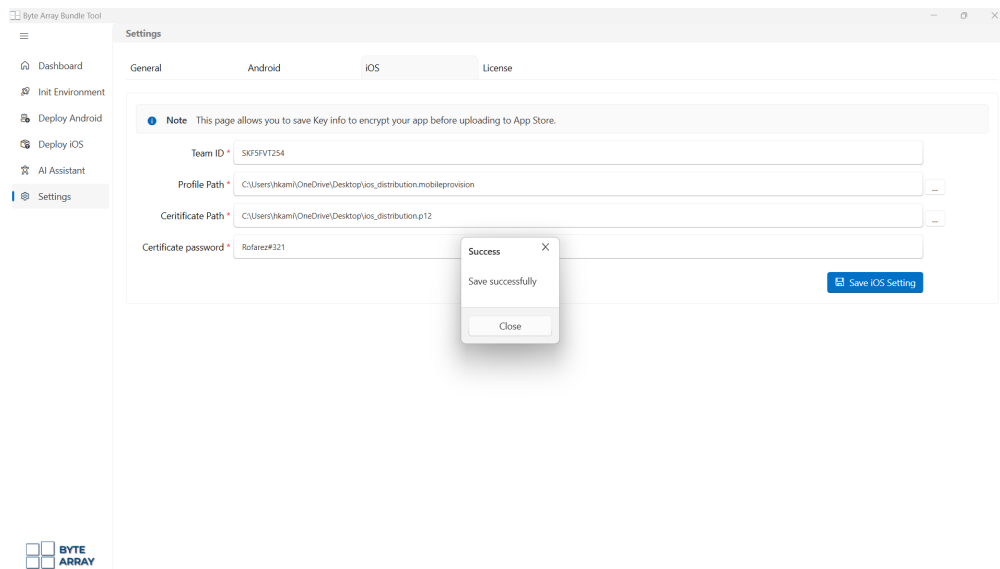 Byte Array Bundle Tool
Settings
Dashboard
Init Environment
Deploy Android
Deploy iOS
AI Assistant
Settings
General
Android
iOS
License
Note This page allows you to save Key info to encrypt your app before uploading to App Store.
Team ID * SKF5FVT254
Profile Path * C:\Users\hkami\OneDrive\Desktop\ios_distribution.mobileprovision
...
Ceritificate Path * C:\Users\hkami\OneDrive\Desktop\ios_distribution.p12
...
Certificate password * Rofarez#321
Save iOS Setting
Success
Save successfully
Close
BYTE
ARRAY